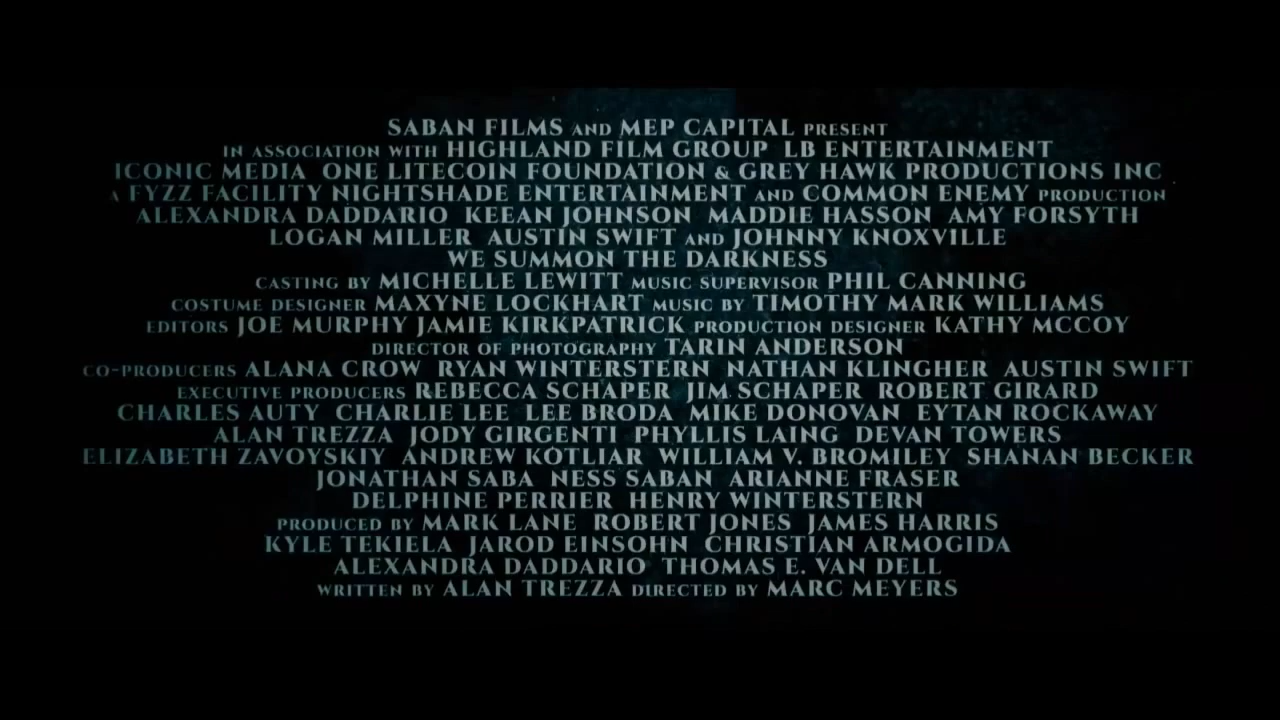 SABAN FILMS AND MEP CAPITAL PRESENT
IN ASSOCIATION WITH HIGHLAND FILM GROUP LB ENTERTAINMENT
ICONIC MEDIA ONE LITECOIN FOUNDATION & GREY HAWK PRODUCTIONS INC
A FYZZ FACILITY NIGHTSHADE ENTERTAINMENT AND COMMON ENEMY PRODUCTION
ALEXANDRA DADDARIO KEEAN JOHNSON MADDIE HASSON AMY FORSYTH
LOGAN MILLER AUSTIN SWIFT AND JOHNNY KNOXVILLE
WE SUMMON THE DARKNESS
CASTING BY MICHELLE LEWITT MUSIC SUPERVISOR PHIL CANNING
COSTUME DESIGNER MAXYNE LOCKHART MUSIC BY TIMOTHY MARK WILLIAMS
EDITORS JOE MURPHY JAMIE KIRKPATRICK PRODUCTION DESIGNER KATHY MCCOY
DIRECTOR OF PHOTOGRAPHY TARIN ANDERSON
CO-PRODUCERS ALANA CROW RYAN WINTERSTERN NATHAN KLINGHER AUSTIN SWIFT
EXECUTIVE PRODUCERS REBECCA SCHAPER JIM SCHAPER ROBERT GIRARD
CHARLES AUTY CHARLIE LEE LEE BRODA MIKE DONOVAN EYTAN ROCKAWAY
ALAN TREZZA JODY GIRGENTI PHYLLIS LAING DEVAN TOWERS
ELIZABETH ZAVOYSKIY ANDREW KOTLIAR WILLIAM V. BROMILEY SHANAN BECKER
JONATHAN SABA NESS SABAN ARIANNE FRASER
DELPHINE PERRIER HENRY WINTERSTERN
PRODUCED BY MARK LANE ROBERT JONES JAMES HARRIS
KYLE TEKIELA JAROD EINSOHN CHRISTIAN ARMOGIDA
ALEXANDRA DADDARIO THOMAS E. VAN DELL
WRITTEN BY ALAN TREZZA DIRECTED BY MARC MEYERS